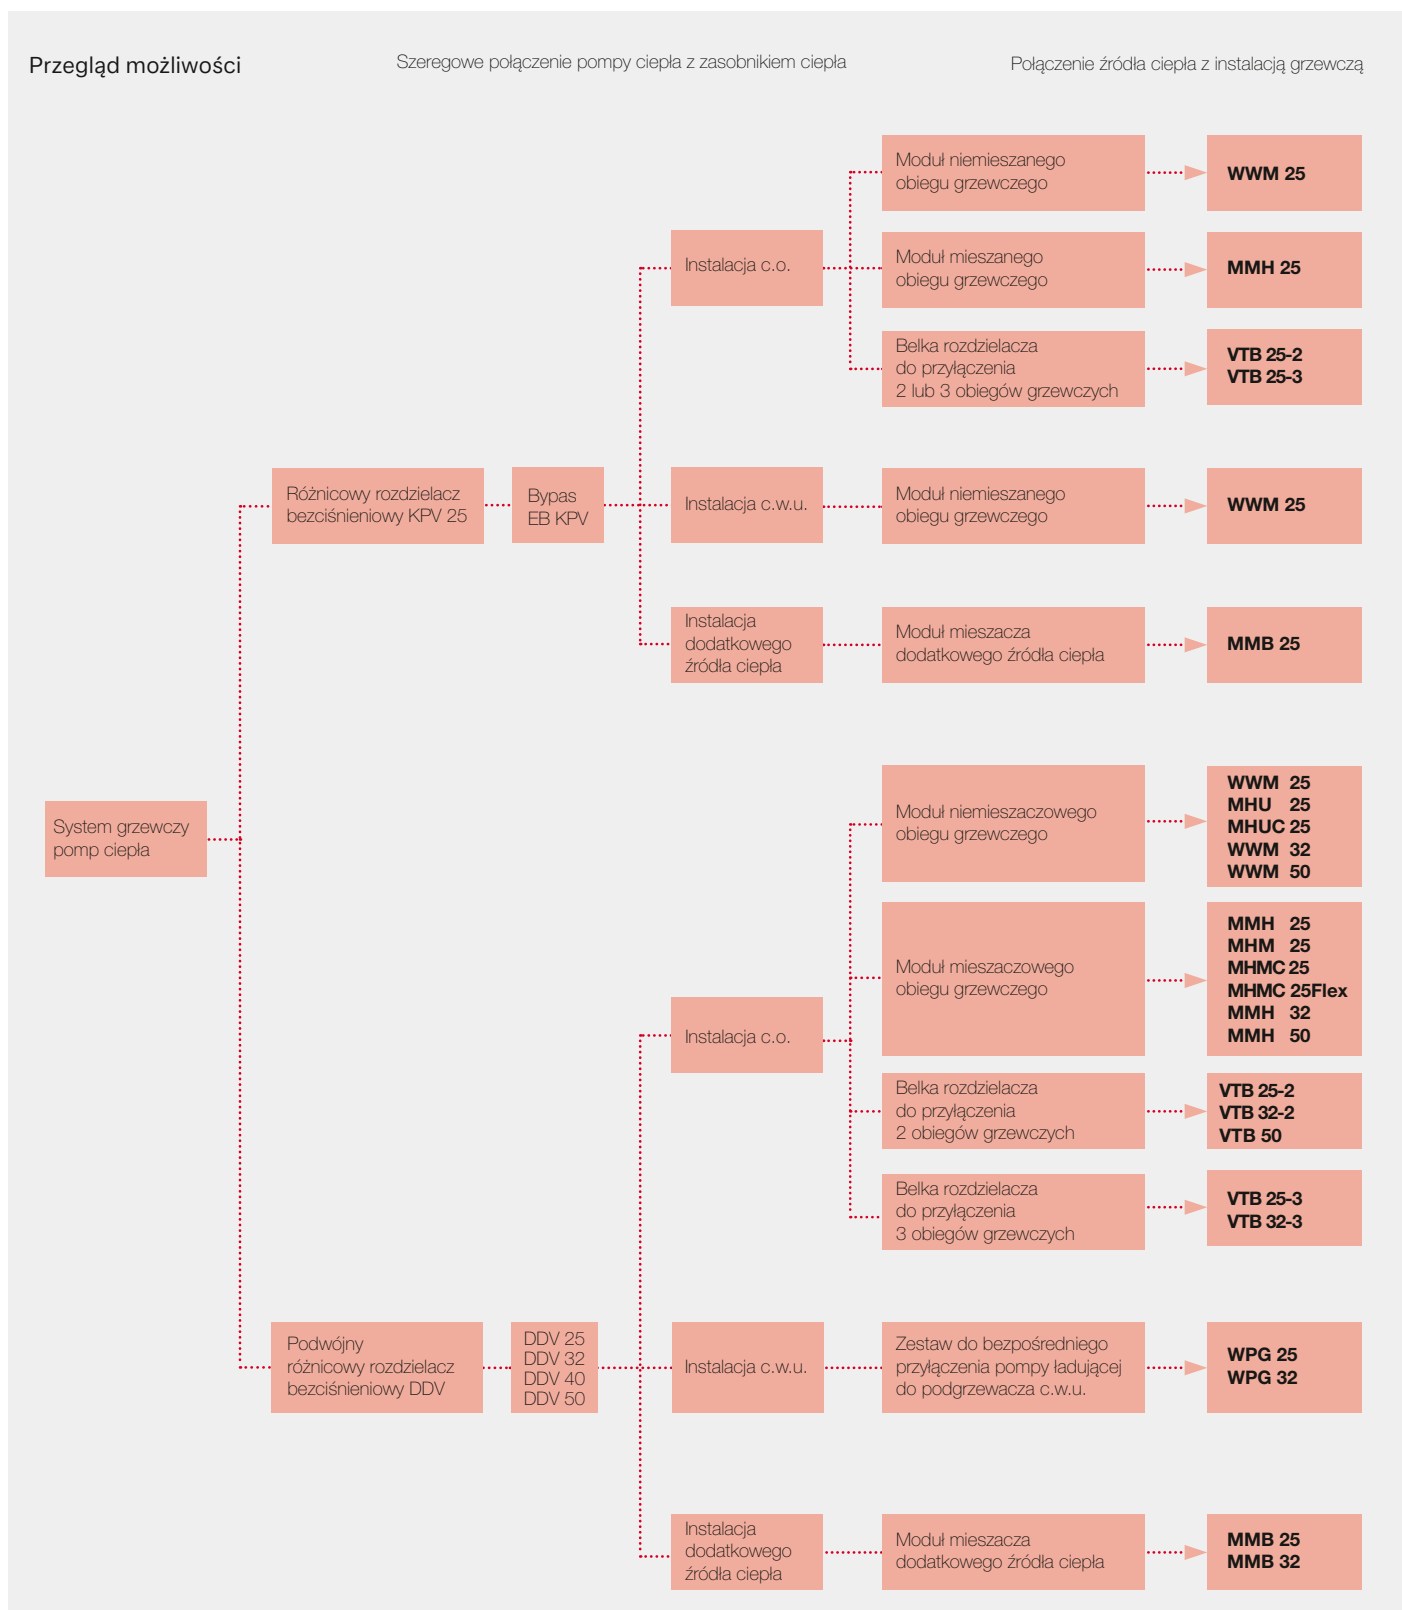 Przegląd możliwości
Szeregowe połączenie pompy ciepła z zasobnikiem ciepła
Połączenie źródła ciepła z instalacją grzewczą
System grzewczy
pomp ciepła
Różnicowy rozdzielacz
bezciśnieniowy KPV 25
Bypas
EB KPV
Instalacja c.o.
Moduł niemieszanego
obiegu grzewczego
WWM 25
Moduł mieszanego
obiegu grzewczego
MMH 25
Belka rozdzielacza
do przyłączenia
2 lub 3 obiegów grzewczych
VTB 25-2
VTB 25-3
Instalacja c.w.u.
Moduł niemieszanego
obiegu grzewczego
WWM 25
Instalacja
dodatkowego
źródła ciepła
Moduł mieszacza
dodatkowego źródła ciepła
MMB 25
Podwójny
różnicowy rozdzielacz
bezciśnieniowy DDV
DDV 25
DDV 32
DDV 40
DDV 50
Instalacja c.o.
Moduł niemieszaczowego
obiegu grzewczego
WWM 25
MHU 25
MHUC 25
WWM 32
WWM 50
Moduł mieszaczowego
obiegu grzewczego
MMH 25
MHM 25
MHMC 25
MHMC 25Flex
MMH 32
MMH 50
Belka rozdzielacza
do przyłączenia
2 obiegów grzewczych
VTB 25-2
VTB 32-2
VTB 50
Belka rozdzielacza
do przyłączenia
3 obiegów grzewczych
VTB 25-3
VTB 32-3
Instalacja c.w.u.
Zestaw do bezpośredniego
przyłączenia pompy ładującej
do podgrzewacza c.w.u.
WPG 25
WPG 32
Instalacja
dodatkowego
źródła ciepła
Moduł mieszacza
dodatkowego źródła ciepła
MMB 25
MMB 32